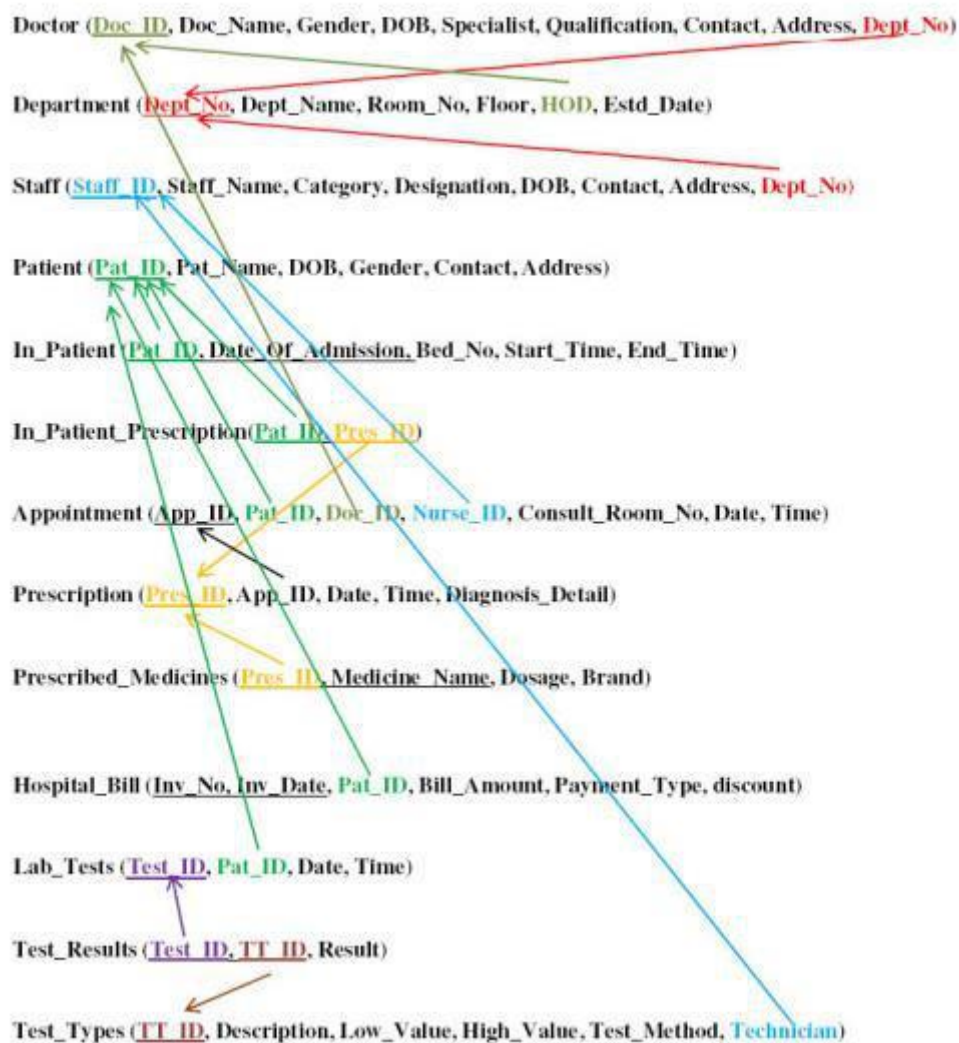 Doctor (Doc_ID, Doc_Name, Gender, DOB, Specialist, Qualification, Contact, Address, Dept_No)
Department (Dept_No, Dept_Name, Room_No, Floor, HOD, Estd_Date)
Staff (Staff_ID, Staff_Name, Category, Designation, DOB, Contact, Address, Dept_No)
Patient (Pat_ID, Pat_Name, DOB, Gender, Contact, Address)
In_Patient (Pat_ID, Date_Of_Admission, Bed_No, Start_Time, End_Time)
In_Patient_Prescription(Pat_ID, Pres_ID)
Appointment (App_ID, Pat_ID, Doc_ID, Nurse_ID, Consult_Room_No, Date, Time)
Prescription (Pres_ID, App_ID, Date, Time, Diagnosis_Detail)
Prescribed_Medicines (Pres_ID, Medicine_Name, Dosage, Brand)
Hospital_Bill (Inv_No, Inv_Date, Pat_ID, Bill_Amount, Payment_Type, discount)
Lab_Tests (Test_ID, Pat_ID, Date, Time)
Test_Results (Test_ID, TT_ID, Result)
Test_Types (TT_ID, Description, Low_Value, High_Value, Test_Method, Technician)